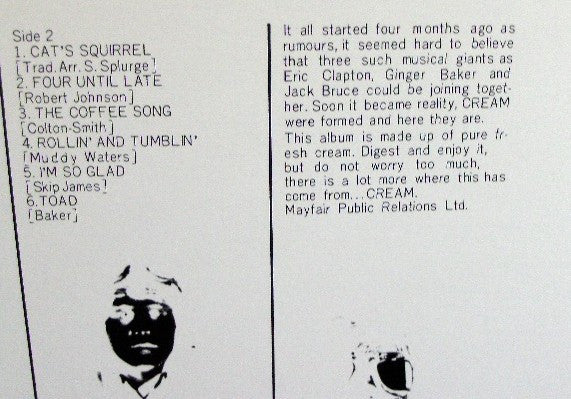 Side 2
1. CAT'S SQUIRREL
[Trad. Arr. S. Splurge]
2. FOUR UNTIL LATE
[Robert Johnson]
3. THE COFFEE SONG
[Colton-Smith]
4. ROLLIN' AND TUMBLIN'
[Muddy Waters]
5. I'M SO GLAD
[Skip James]
6. TOAD
[Baker]
It all started four months ago as
rumours, it seemed hard to believe
that three such musical giants as
Eric Clapton, Ginger Baker and
Jack Bruce could be joining toget-
her. Soon it became reality, CREAM
were formed and here they are.
This album is made up of pure fr-
esh cream. Digest and enjoy it,
but do not worry too much,
there is a lot more where this has
come from...CREAM.
Mayfair Public Relations Ltd.